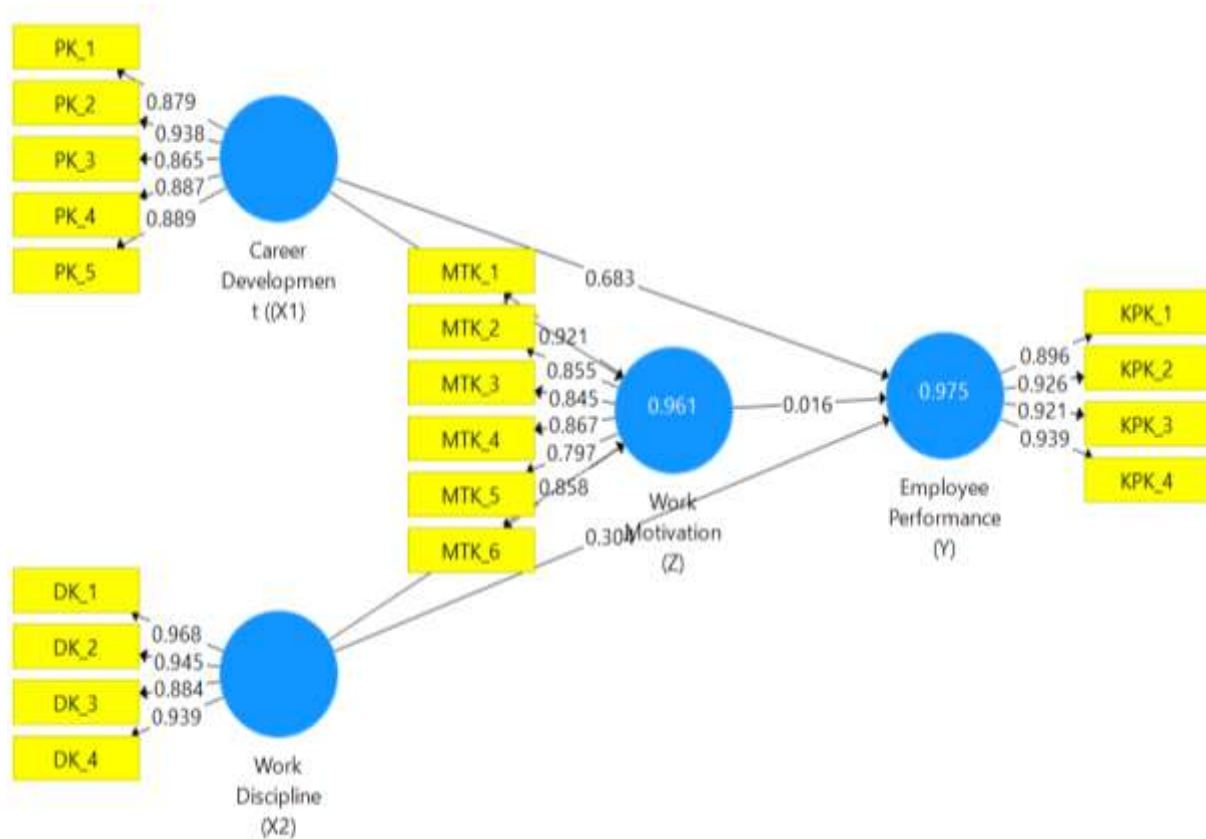 PK_1
PK_2
PK_3
PK_4
PK_5
0.879
0.938
0.865
0.887
0.889
Career
Developmen
t ((X1)
MTK_1
MTK_2
MTK_3
MTK_4
MTK_5
MTK_6
0.921
0.855
0.845
0.867
0.797
0.858
0.683
0.961
Work
Motivation
(Z)
0.016
0.304
0.975
Employee
Performance
(Y)
0.896
0.926
0.921
0.939
KPK_1
KPK_2
KPK_3
KPK_4
DK_1
DK_2
DK_3
DK_4
0.968
0.945
0.884
0.939
Work
Discipline
(X2)